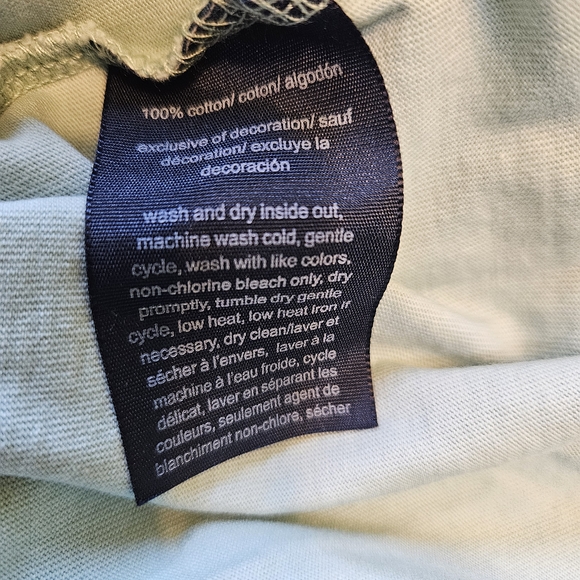 100% cotton/ coton/ algodón
exclusive of decoration/ sauf
décoration/ excluye la
decoración
wash and dry inside out,
machine wash cold, gentle
cycle, wash with like colors,
non-chlorine bleach only, dry
promptly, tumble dry gentle
cycle, low heat, low heat iron if
necessary, dry clean/laver et
sécher à l'envers, laver à la
machine à l'eau froide, cycle
délicat, laver en séparant les
couleurs, seulement agent de
blanchiment non-chlore, sécher